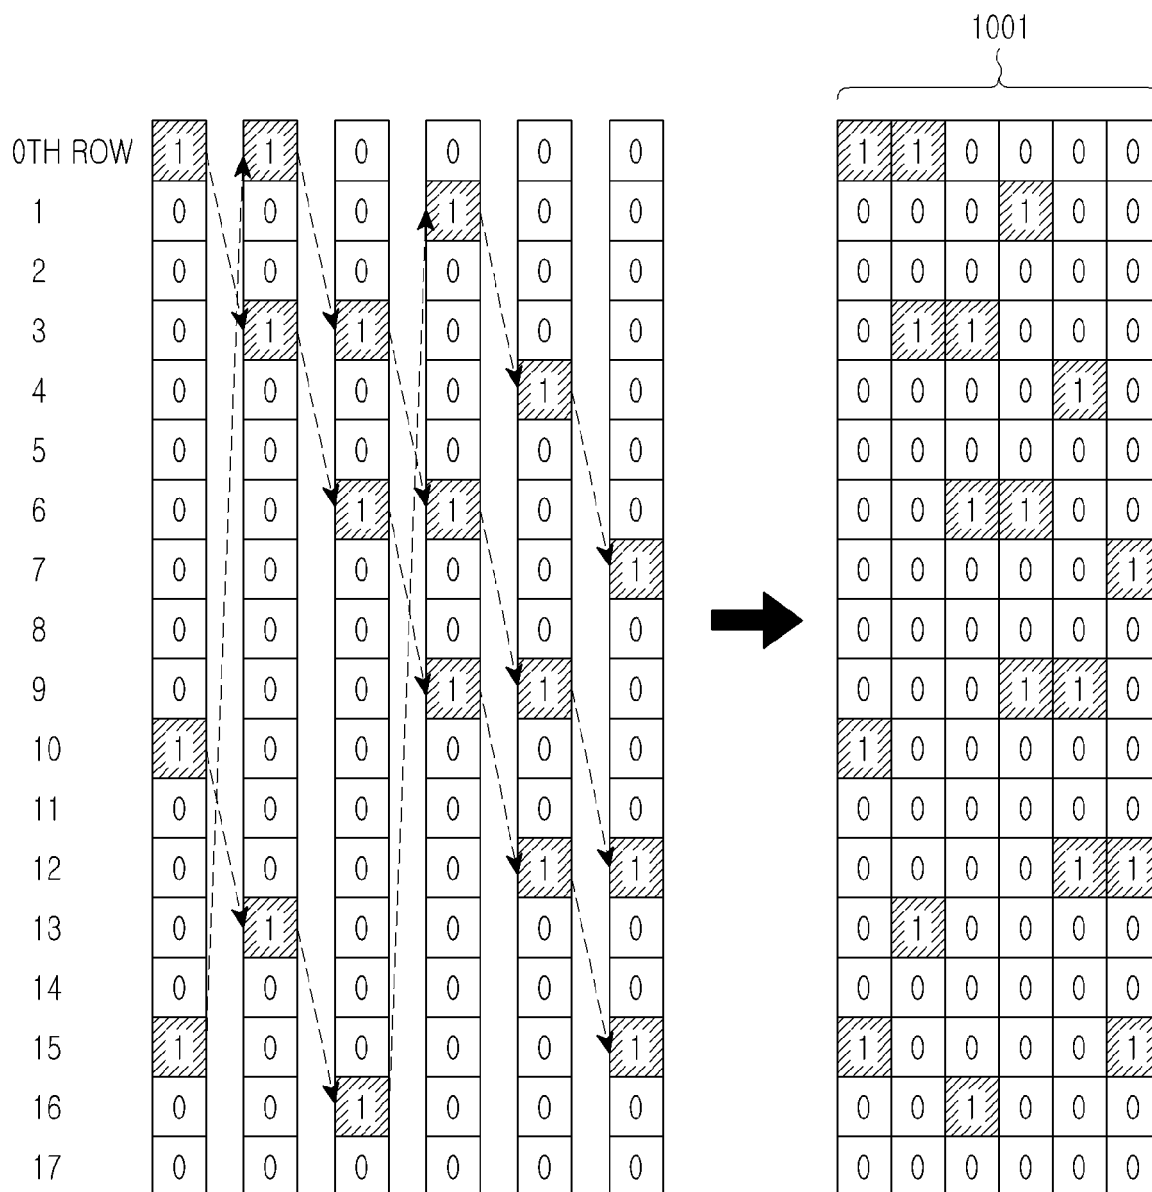 1001
0TH ROW 1 1 0 0 0 0 1 1 0 0 0 0
1 0 0 0 1 0 0 0 0 0 1 0 0
2 0 0 0 0 0 0 0 0 0 0 0 0
3 0 1 1 0 0 0 0 1 1 0 0 0
4 0 0 0 0 1 0 0 0 0 0 1 0
5 0 0 0 0 0 0 0 0 0 0 0 0
6 0 0 1 1 0 0 0 0 1 1 0 0
7 0 0 0 0 0 1 0 0 0 0 0 1
8 0 0 0 0 0 0 0 0 0 0 0 0
9 0 0 0 1 1 0 0 0 0 1 1 0
10 1 0 0 0 0 0 1 0 0 0 0 0
11 0 0 0 0 0 0 0 0 0 0 0 0
12 0 0 0 0 1 1 0 0 0 0 1 1
13 0 1 0 0 0 0 0 1 0 0 0 0
14 0 0 0 0 0 0 0 0 0 0 0 0
15 1 0 0 0 0 1 1 0 0 0 0 1
16 0 0 1 0 0 0 0 0 1 0 0 0
17 0 0 0 0 0 0 0 0 0 0 0 0